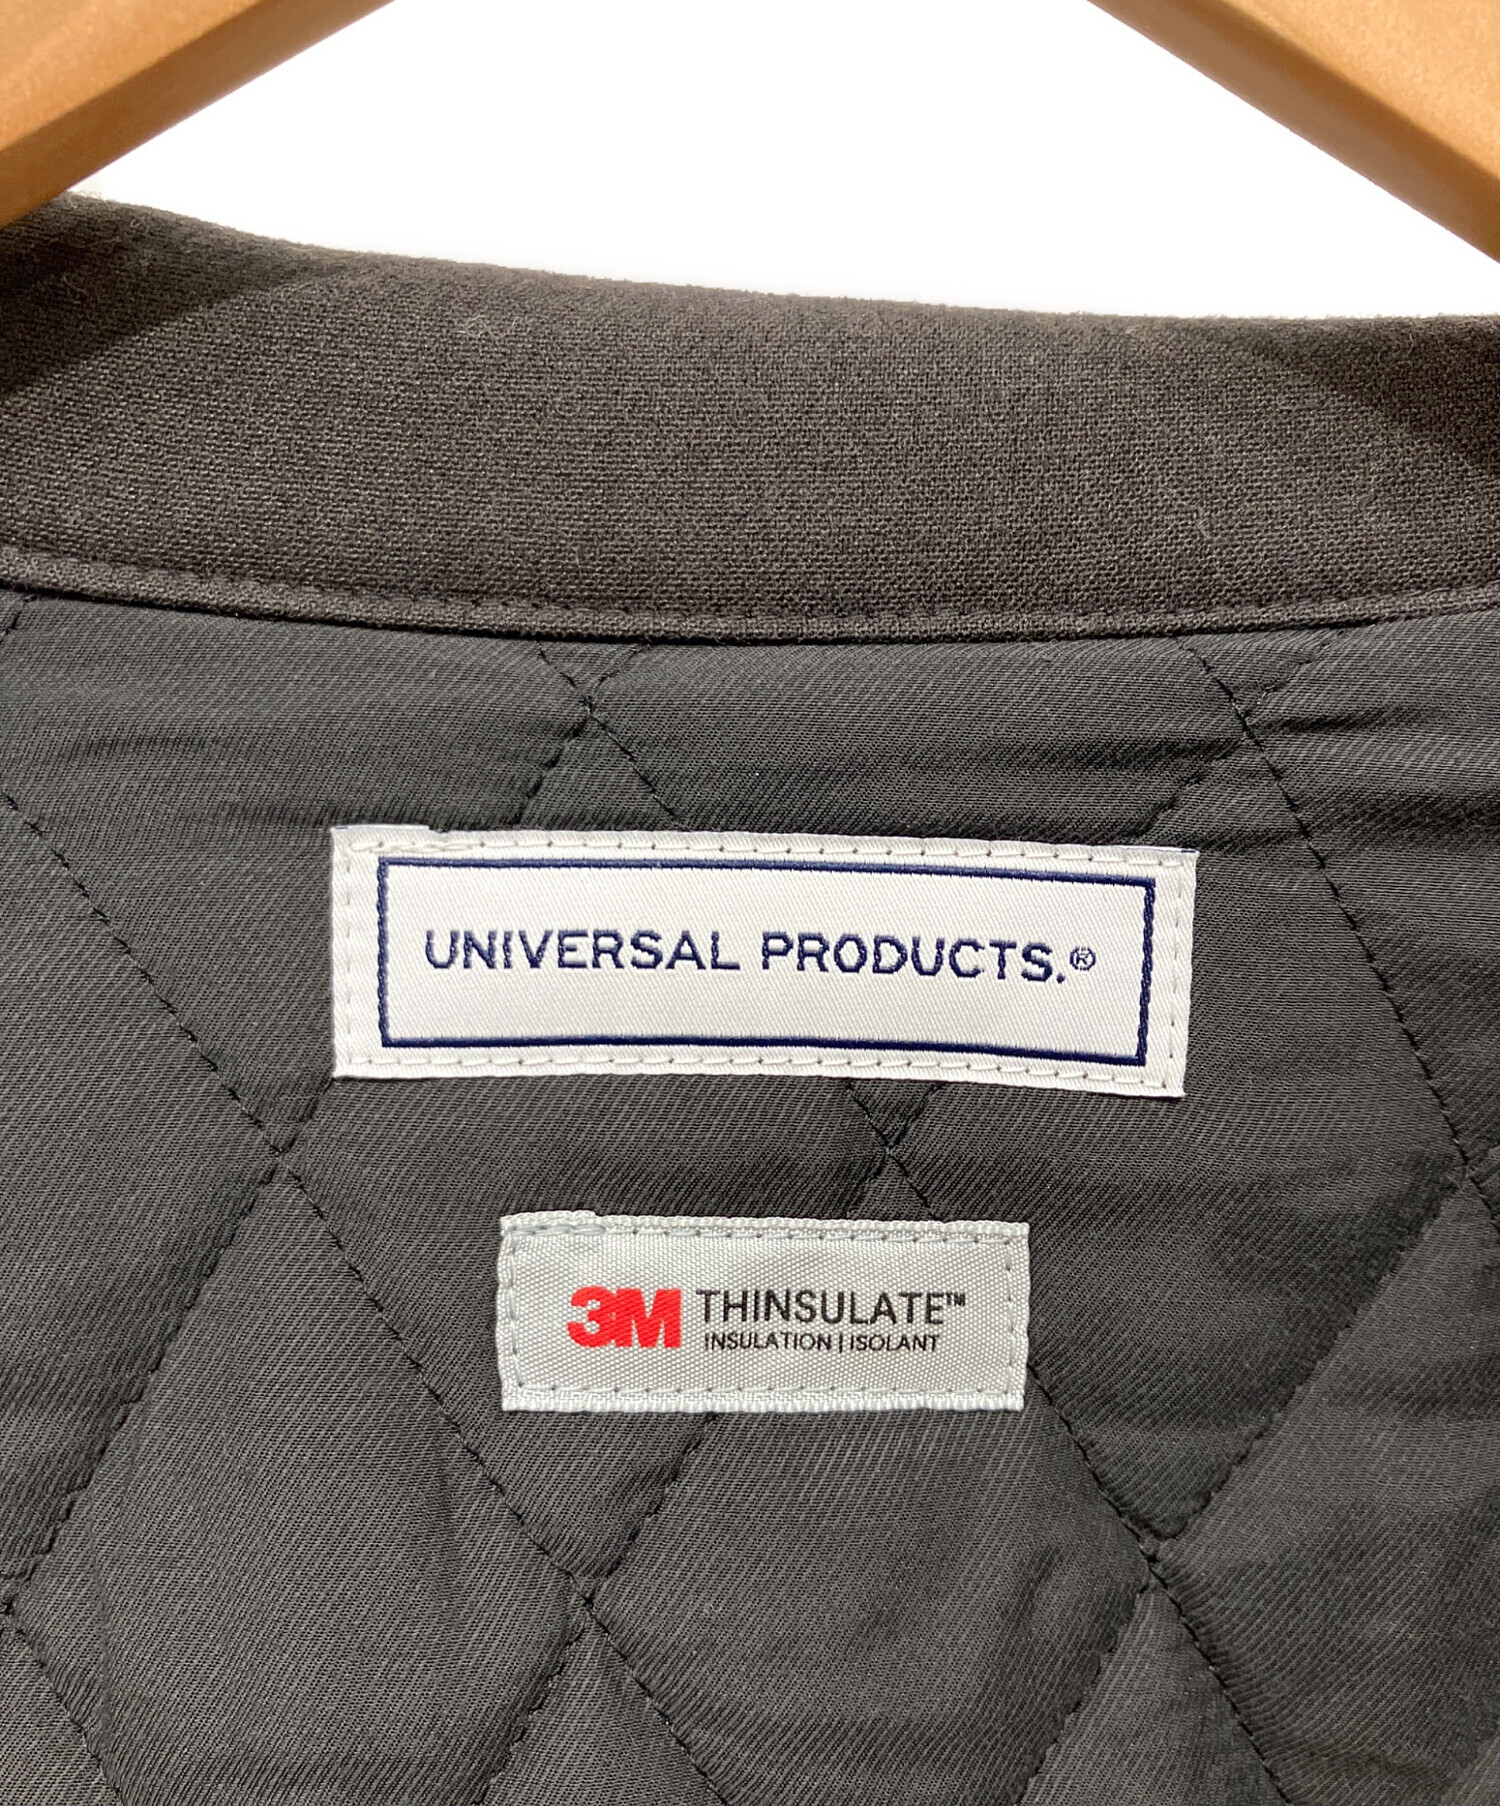 UNIVERSAL PRODUCTS.®
3M THINSULATE™
INSULATION | ISOLANT